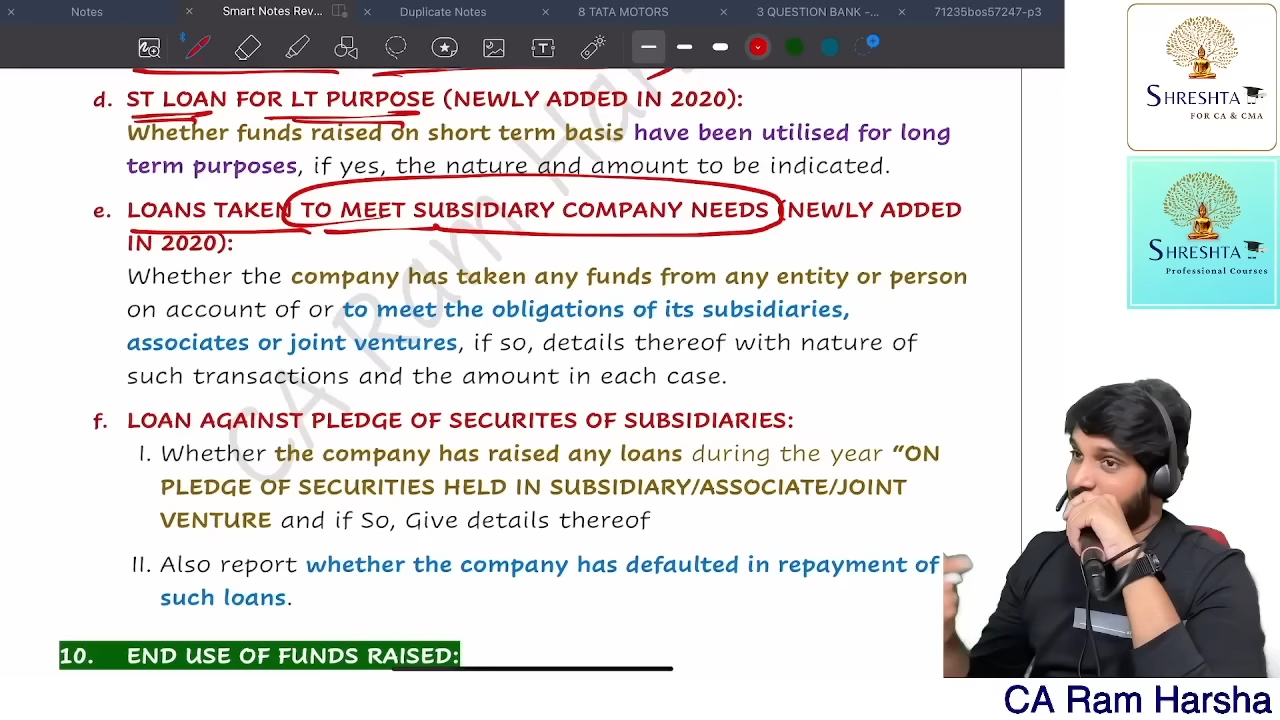 Notes
Smart Notes Rev...
Duplicate Notes
8 TATA MOTORS
3 QUESTION BANK -...
71235bos57247-p3
d. ST LOAN FOR LT PURPOSE (NEWLY ADDED IN 2020):
Whether funds raised on short term basis have been utilised for long
term purposes, if yes, the nature and amount to be indicated.
e. LOANS TAKEN TO MEET SUBSIDIARY COMPANY NEEDS (NEWLY ADDED
IN 2020):
Whether the company has taken any funds from any entity or person
on account of or to meet the obligations of its subsidiaries,
associates or joint ventures, if so, details thereof with nature of
such transactions and the amount in each case.
f. LOAN AGAINST PLEDGE OF SECURITES OF SUBSIDIARIES:
I. Whether the company has raised any loans during the year “ON
PLEDGE OF SECURITIES HELD IN SUBSIDIARY/ASSOCIATE/JOINT
VENTURE and if So, Give details thereof
II. Also report whether the company has defaulted in repayment of
such loans.
10. END USE OF FUNDS RAISED:
CA Ram Har
SHRESHTA
FOR CA & CMA
SHRESHTA
Professional Courses
CA Ram Harsha